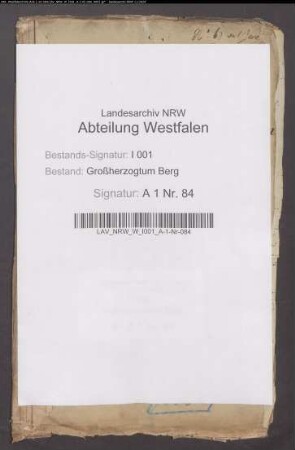 Landesarchiv NRW
Abteilung Westfalen
Bestands-Signatur: I 001
Bestand: Großherzogtum Berg
Signatur: A 1 Nr. 84
LAV_NRW_W_I001_A-1-Nr-084